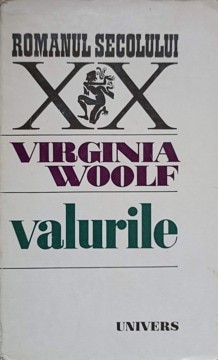 ROMANUL SECOLULUI
XX
VIRGINIA
WOOLF
valurile
UNIVERS